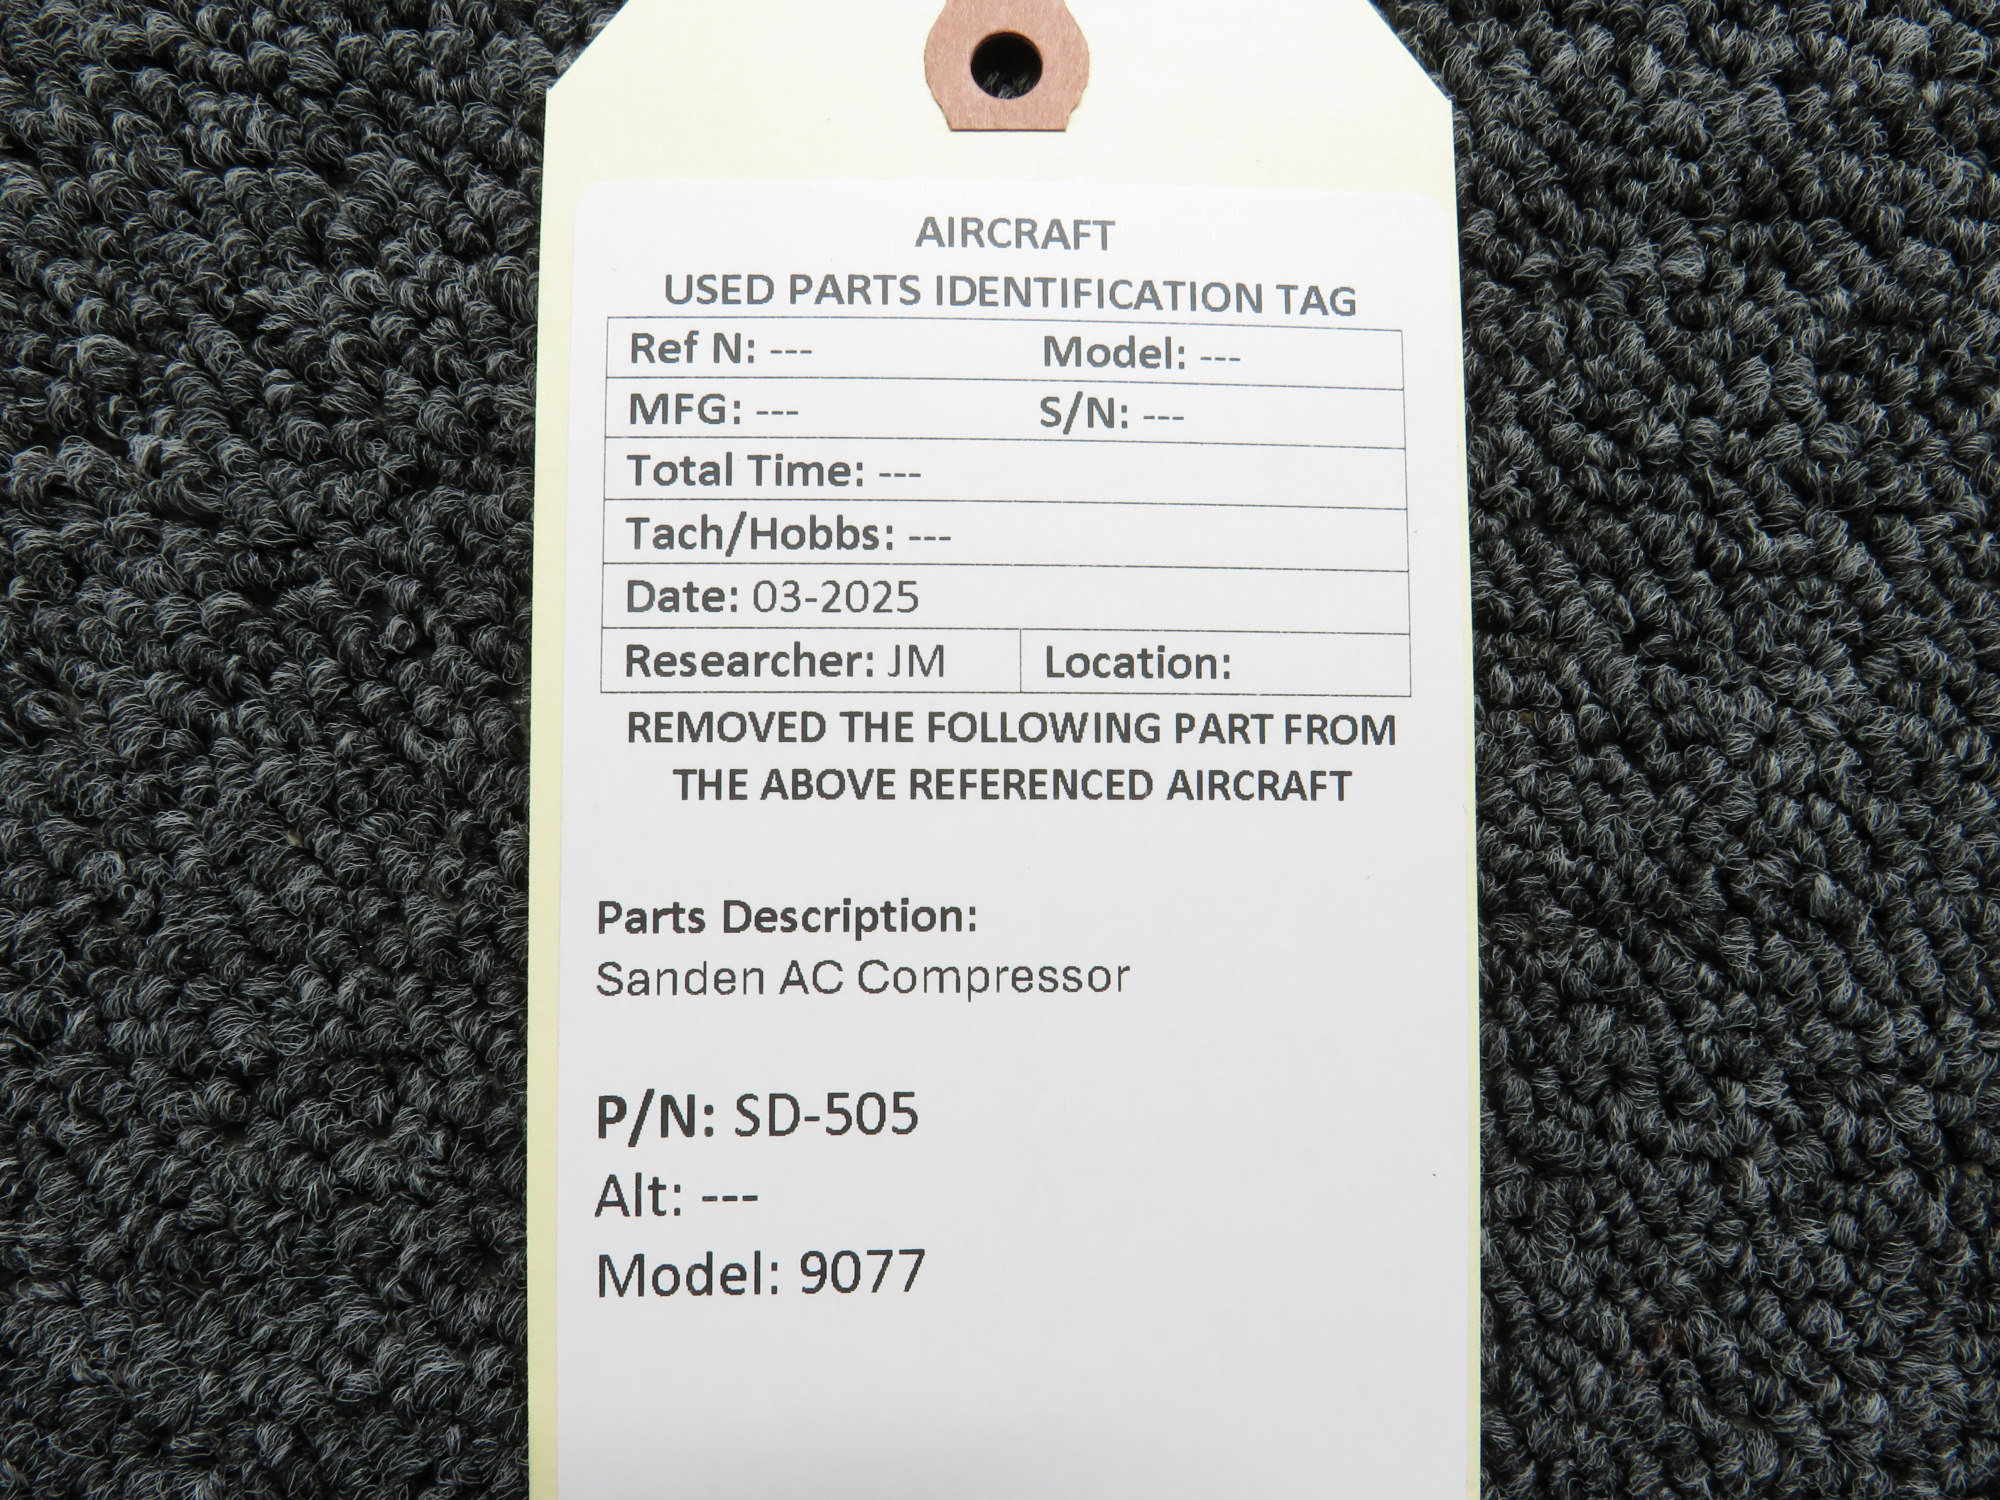 AIRCRAFT
USED PARTS IDENTIFICATION TAG
Ref N: --- Model: ---
MFG: --- S/N: ---
Total Time: ---
Tach/Hobbs: ---
Date: 03-2025
Researcher: JM Location:
REMOVED THE FOLLOWING PART FROM
THE ABOVE REFERENCED AIRCRAFT
Parts Description:
Sanden AC Compressor
P/N: SD-505
Alt: ---
Model: 9077